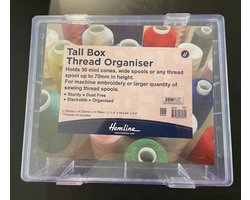 Tall Box
Thread Organiser
Holds 30 mini cones, wide spools or any thread
spool up to 70mm in height.
For machine embroidery or larger quantity of
sewing thread spools.
• Sturdy • Dust Free
• Stackable • Organised
Hemline